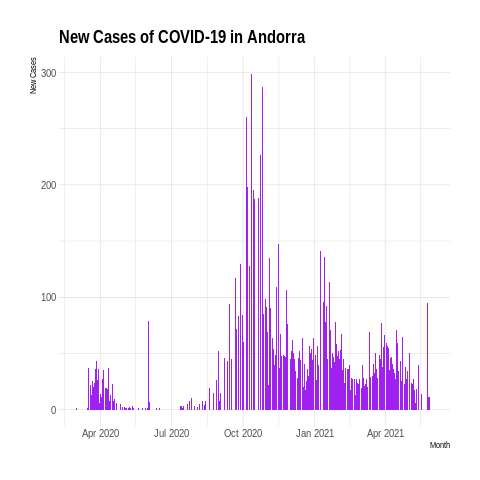 New Cases of COVID-19 in Andorra
New Cases
300
200
100
0
Apr 2020 Jul 2020 Oct 2020 Jan 2021 Apr 2021
Month